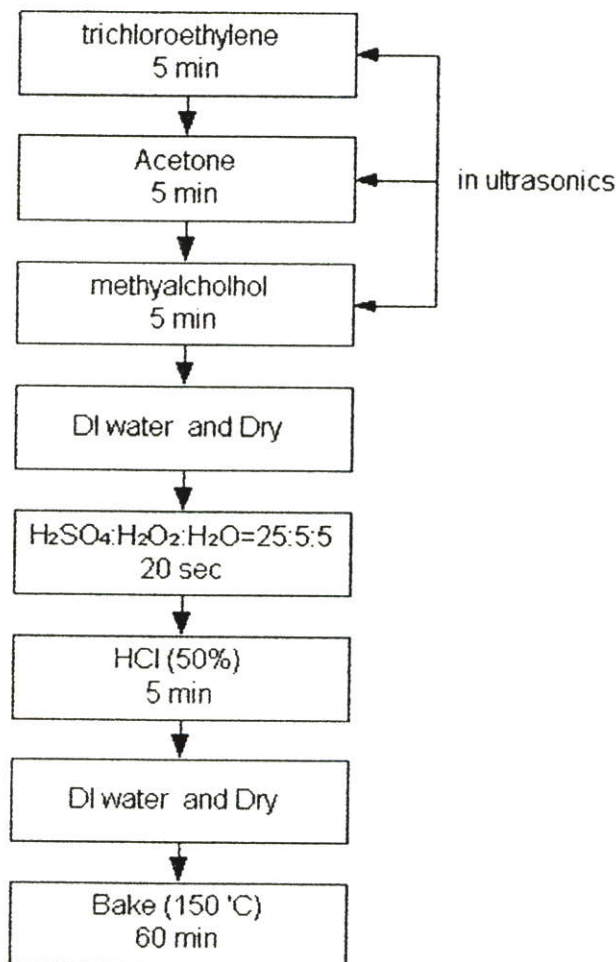 trichloroethylene
5 min
Acetone
5 min
in ultrasonics
methyalcholhol
5 min
DI water and Dry
H₂SO₄:H₂O₂:H₂O=25:5:5
20 sec
HCl (50%)
5 min
DI water and Dry
Bake (150 'C)
60 min